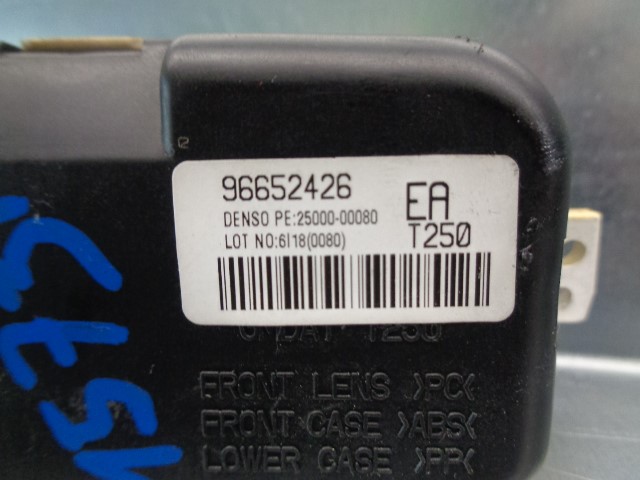 96652426 EA
DENSO PE:25000-00080
LOT NO:6I18(0080) T250
T250
FRONT LENS >PC<
FRONT CASE >ABS<
LOWER CASE >PP<